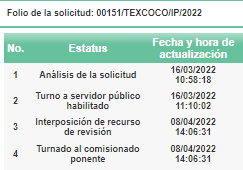 Folio de la solicitud: 00151/TEXCOCO/IP/2022
No. Estatus Fecha y hora de actualización
1 Análisis de la solicitud 16/03/2022 10:58:18
2 Turno a servidor público habilitado 16/03/2022 11:10:02
3 Interposición de recurso de revisión 08/04/2022 14:06:31
4 Turnado al comisionado ponente 08/04/2022 14:06:31